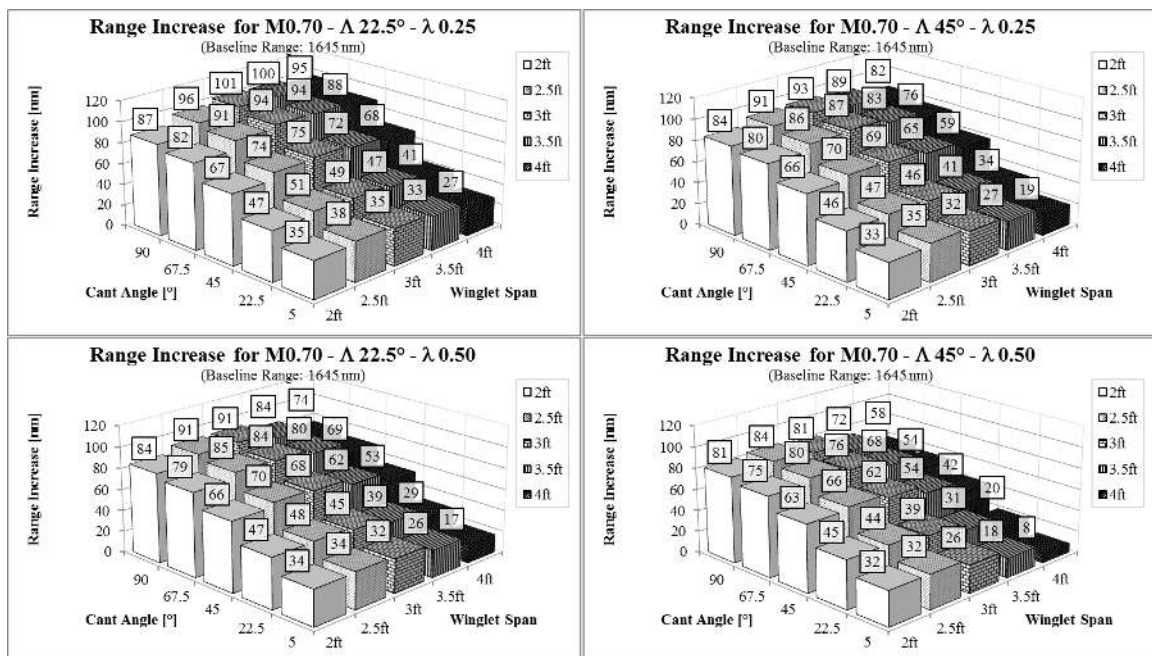 Range Increase for M0.70 - Λ 22.5° - λ 0.25
(Baseline Range: 1645 nm)
Range Increase [nm]
120
100
80
60
40
20
0
87 82 67 47 35
96 91 74 51 38
101 94 75 49 35
100 94 72 47 33
95 88 68 41 27
90
67.5
45
22.5
5
Cant Angle [°]
2ft
2.5ft
3ft
3.5ft
4ft
Winglet Span
2ft
2.5ft
3ft
3.5ft
4ft
Range Increase for M0.70 - Λ 45° - λ 0.25
(Baseline Range: 1645 nm)
Range Increase [nm]
120
100
80
60
40
20
0
84 80 66 46 33
91 86 70 47 35
93 87 69 46 32
89 83 65 41 27
82 76 59 34 19
90
67.5
45
22.5
5
Cant Angle [°]
2ft
2.5ft
3ft
3.5ft
4ft
Winglet Span
2ft
2.5ft
3ft
3.5ft
4ft
Range Increase for M0.70 - Λ 22.5° - λ 0.50
(Baseline Range: 1645 nm)
Range Increase [nm]
120
100
80
60
40
20
0
84 79 66 47 34
91 85 70 48 34
91 84 68 45 32
84 80 62 39 26
74 69 53 29 17
90
67.5
45
22.5
5
Cant Angle [°]
2ft
2.5ft
3ft
3.5ft
4ft
Winglet Span
2ft
2.5ft
3ft
3.5ft
4ft
Range Increase for M0.70 - Λ 45° - λ 0.50
(Baseline Range: 1645 nm)
Range Increase [nm]
120
100
80
60
40
20
0
81 75 63 45 32
84 80 66 44 32
81 76 62 39 26
72 68 54 31 18
58 54 42 20 8
90
67.5
45
22.5
5
Cant Angle [°]
2ft
2.5ft
3ft
3.5ft
4ft
Winglet Span
2ft
2.5ft
3ft
3.5ft
4ft